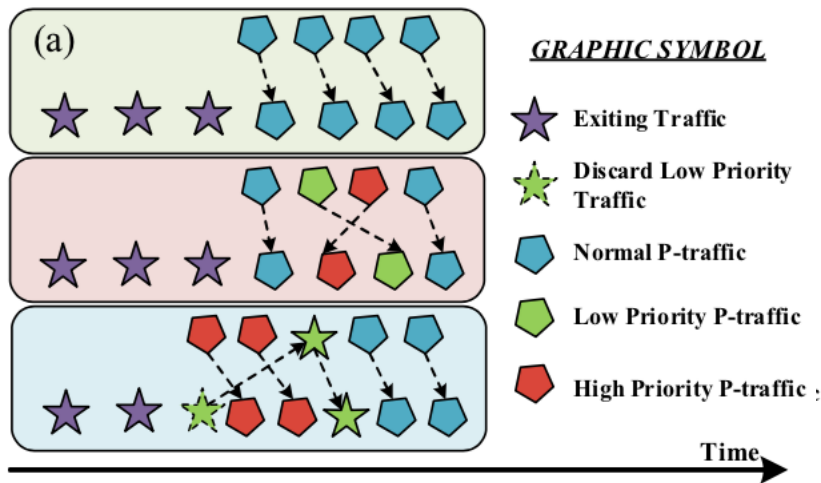 (a)
GRAPHIC SYMBOL
Exiting Traffic
Discard Low Priority
Traffic
Normal P-traffic
Low Priority P-traffic
High Priority P-traffic
Time